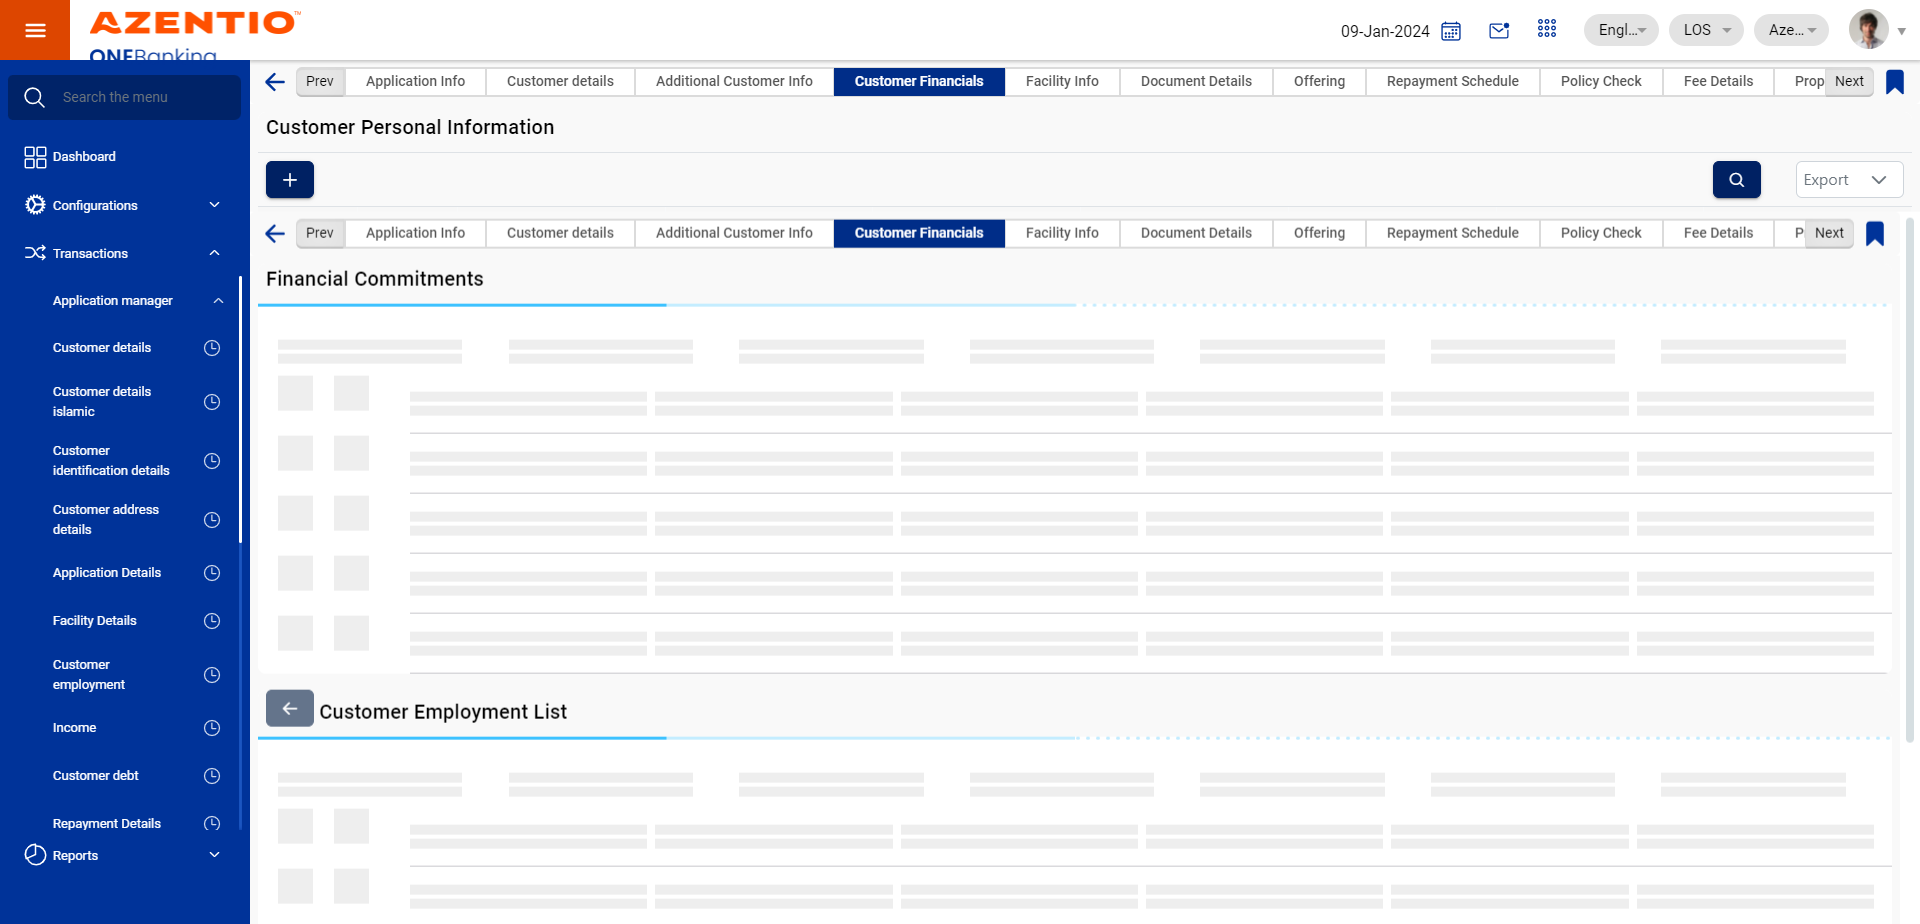 AZENTIO™
ONEBanking
09-Jan-2024
Engl...
LOS
Aze...
Search the menu
Dashboard
Configurations
Transactions
Application manager
Customer details
Customer details
islamic
Customer
identification details
Customer address
details
Application Details
Facility Details
Customer
employment
Income
Customer debt
Repayment Details
Reports
Prev
Application Info
Customer details
Additional Customer Info
Customer Financials
Facility Info
Document Details
Offering
Repayment Schedule
Policy Check
Fee Details
Prop
Next
Customer Personal Information
Export
Prev
Application Info
Customer details
Additional Customer Info
Customer Financials
Facility Info
Document Details
Offering
Repayment Schedule
Policy Check
Fee Details
P
Next
Financial Commitments
Customer Employment List